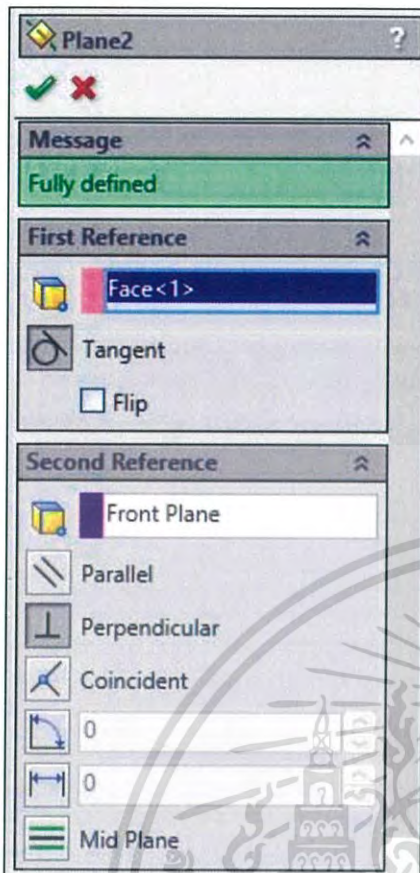 Plane2 ?
Message
Fully defined
First Reference
Face<1>
Tangent
Flip
Second Reference
Front Plane
Parallel
Perpendicular
Coincident
0
0
Mid Plane